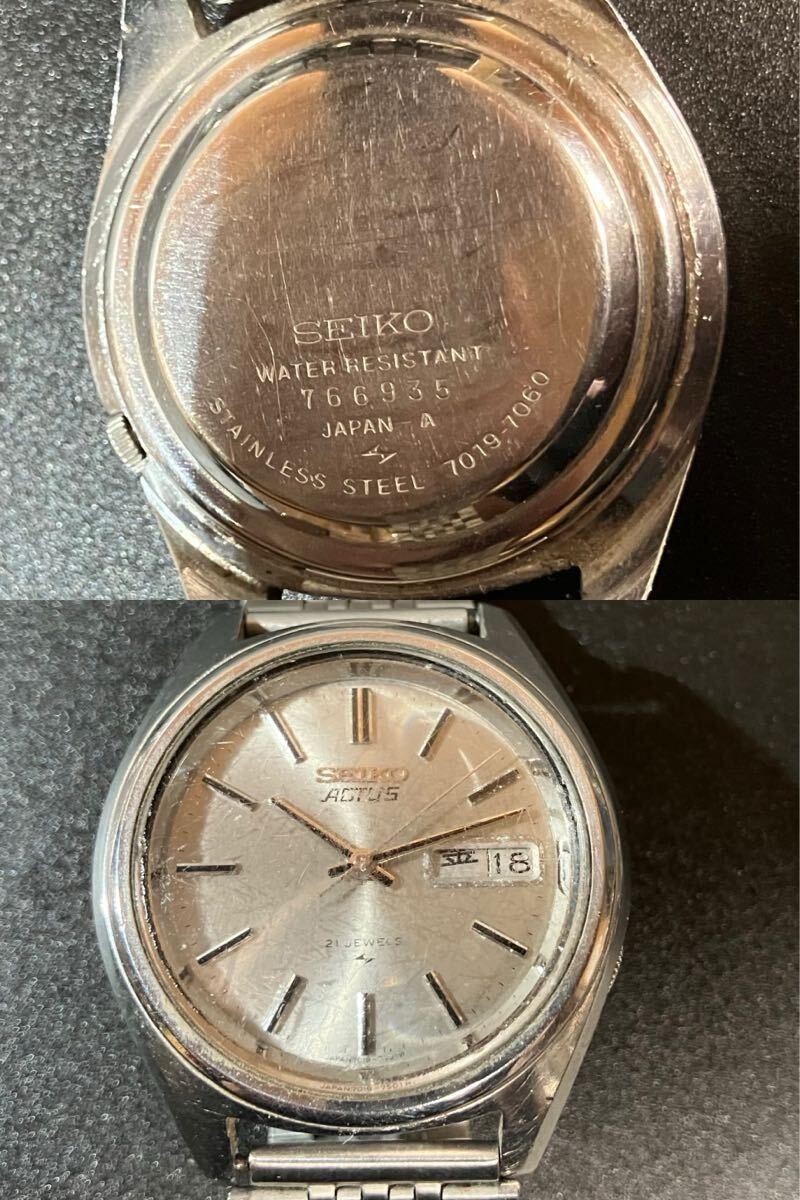 SEIKO
WATER RESISTANT
766935
JAPAN A
STAINLESS STEEL 7019-7060
SEIKO
ACTUS
18
21 JEWELS